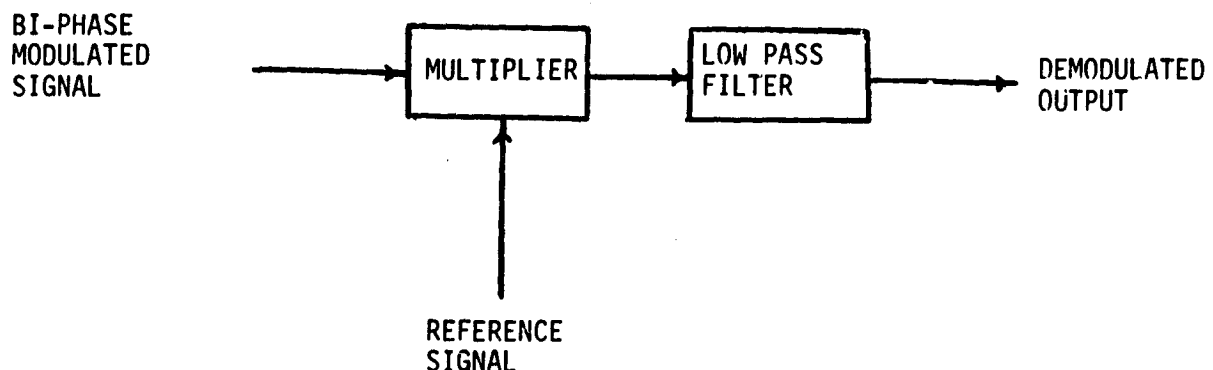 BI-PHASE
MODULATED
SIGNAL
MULTIPLIER
LOW PASS
FILTER
DEMODULATED
OUTPUT
REFERENCE
SIGNAL